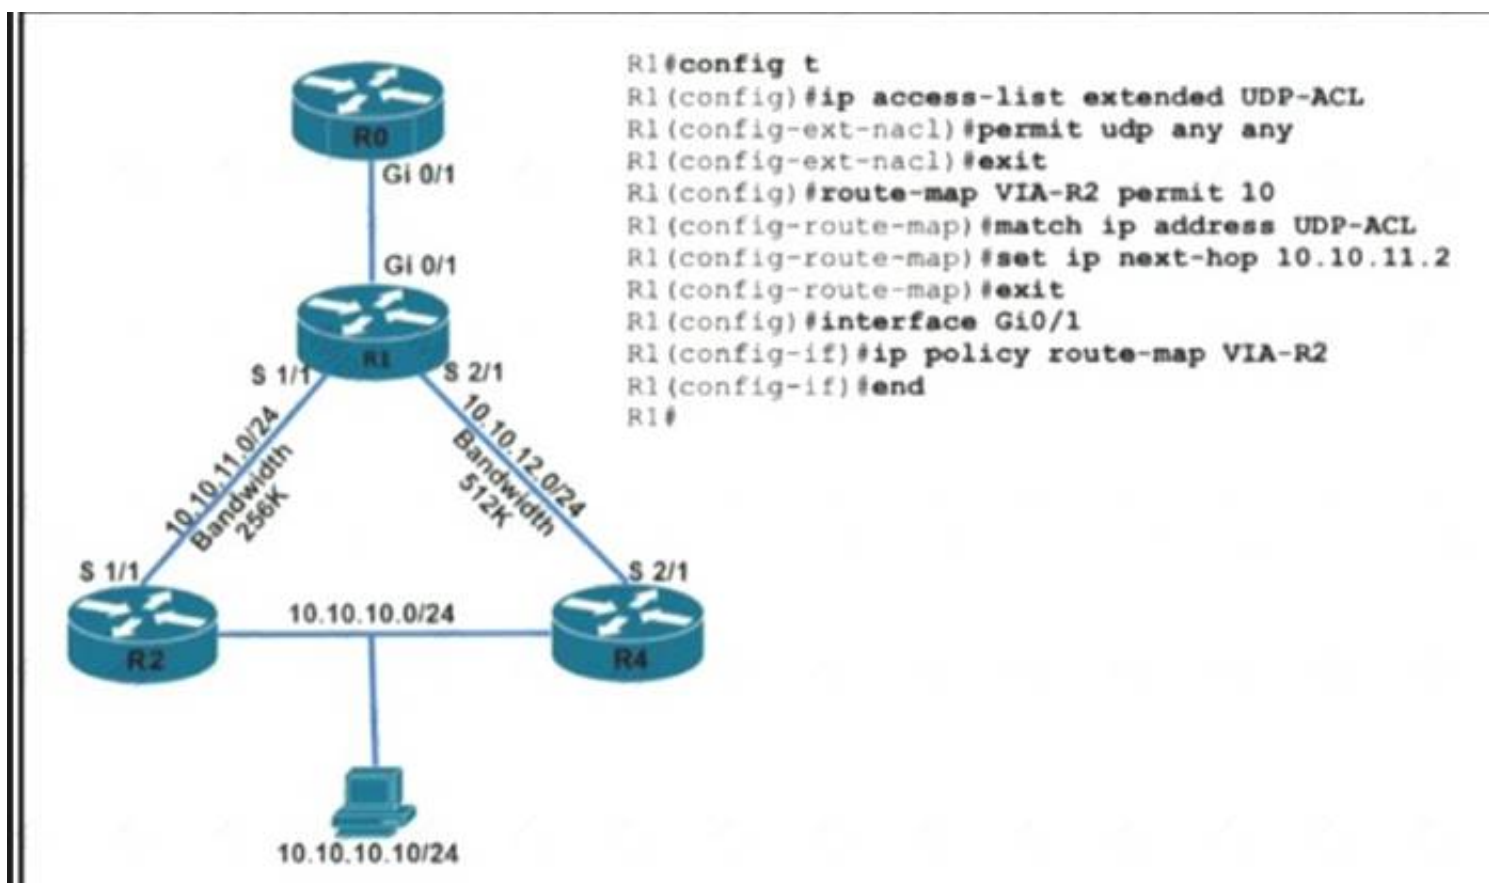 R1#config t
R1(config)#ip access-list extended UDP-ACL
R1(config-ext-nacl)#permit udp any any
R1(config-ext-nacl)#exit
R1(config)#route-map VIA-R2 permit 10
R1(config-route-map)#match ip address UDP-ACL
R1(config-route-map)#set ip next-hop 10.10.11.2
R1(config-route-map)#exit
R1(config)#interface Gi0/1
R1(config-if)#ip policy route-map VIA-R2
R1(config-if)#end
R1#
R0
Gi 0/1
Gi 0/1
R1
S 1/1
S 2/1
10.10.11.0/24
Bandwidth
256K
10.10.12.0/24
Bandwidth
512K
S 1/1
S 2/1
10.10.10.0/24
R2
R4
10.10.10.10/24